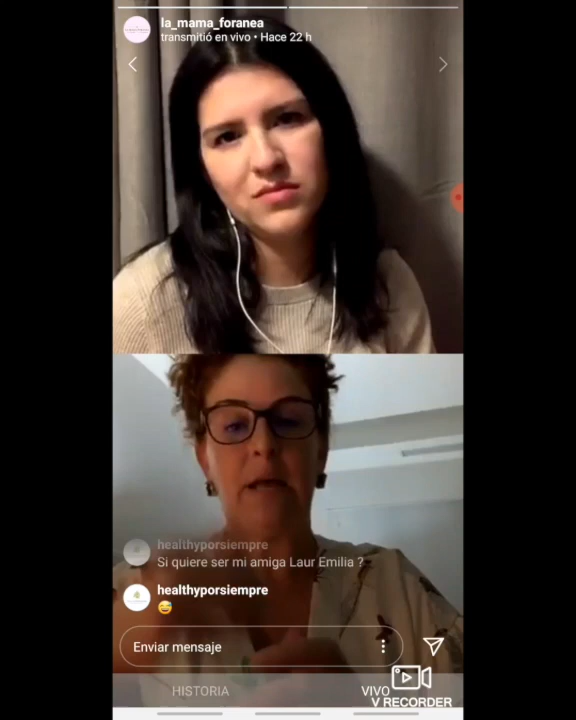 la_mama_foranea
transmitió en vivo • Hace 22 h
healthyporsiempre
Si quiere ser mi amiga Laur Emilia ?
healthyporsiempre
😅
Enviar mensaje
HISTORIA
VIVO
V RECORDER